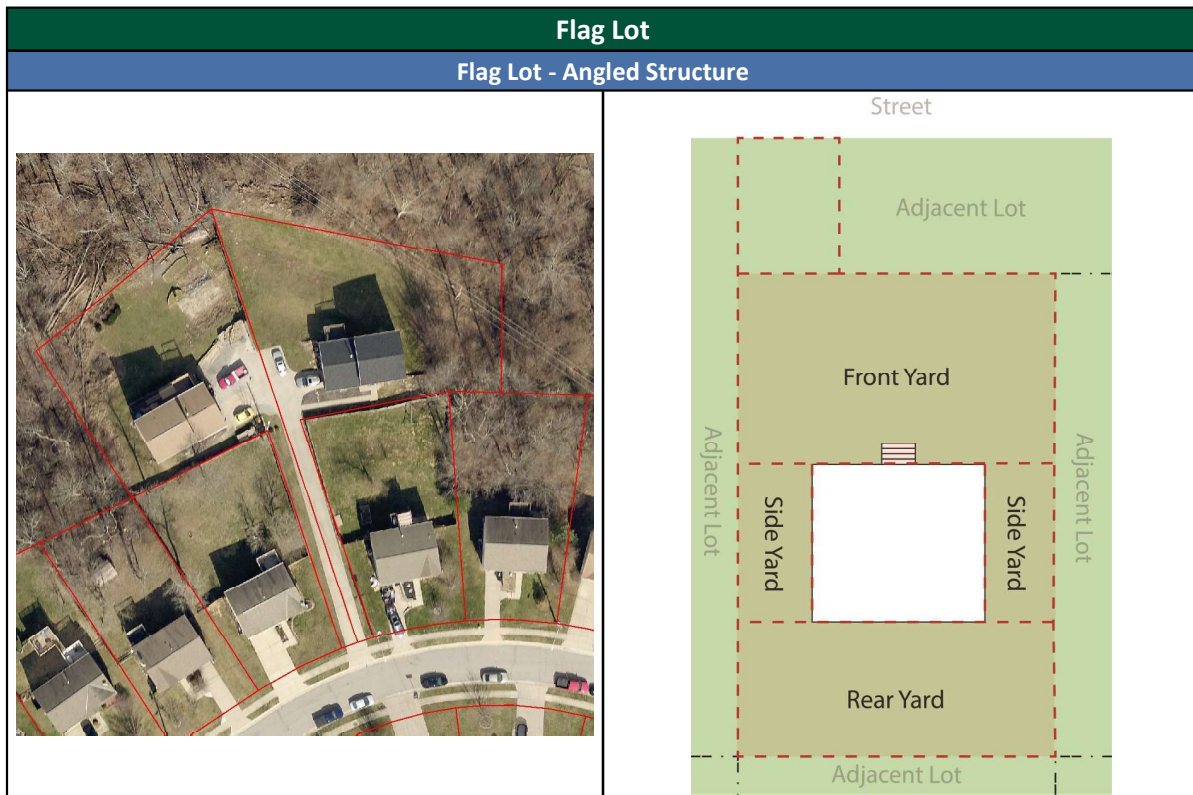 Flag Lot
Flag Lot - Angled Structure
Street
Adjacent Lot
Front Yard
Adjacent Lot
Side Yard
Side Yard
Adjacent Lot
Rear Yard
Adjacent Lot